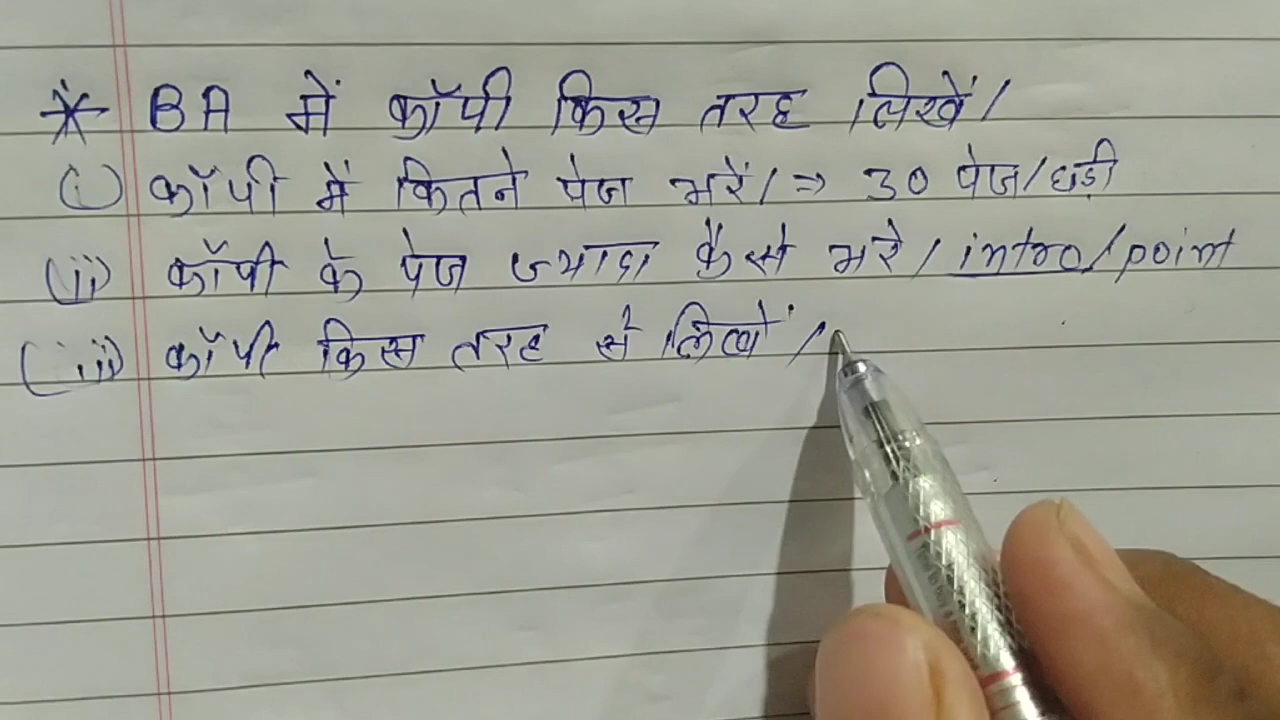 * BA में कॉपी किस तरह लिखें/
(i) कॉपी में कितने पेज भरें/⇒ 30 पेज/घड़ी
(ii) कॉपी के पेज ज्यादा कैसे भरे/ intro/point
(iii) कॉपी किस तरह से लिखें/